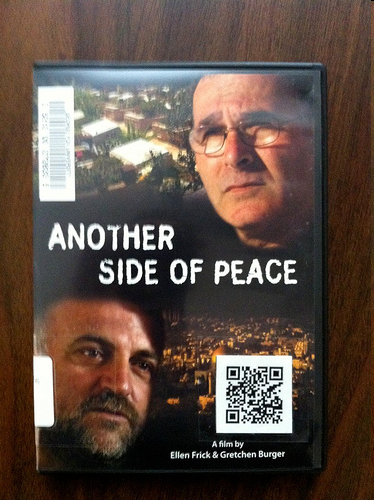 ANOTHER
SIDE OF PEACE
A film by
Ellen Frick & Gretchen Burger